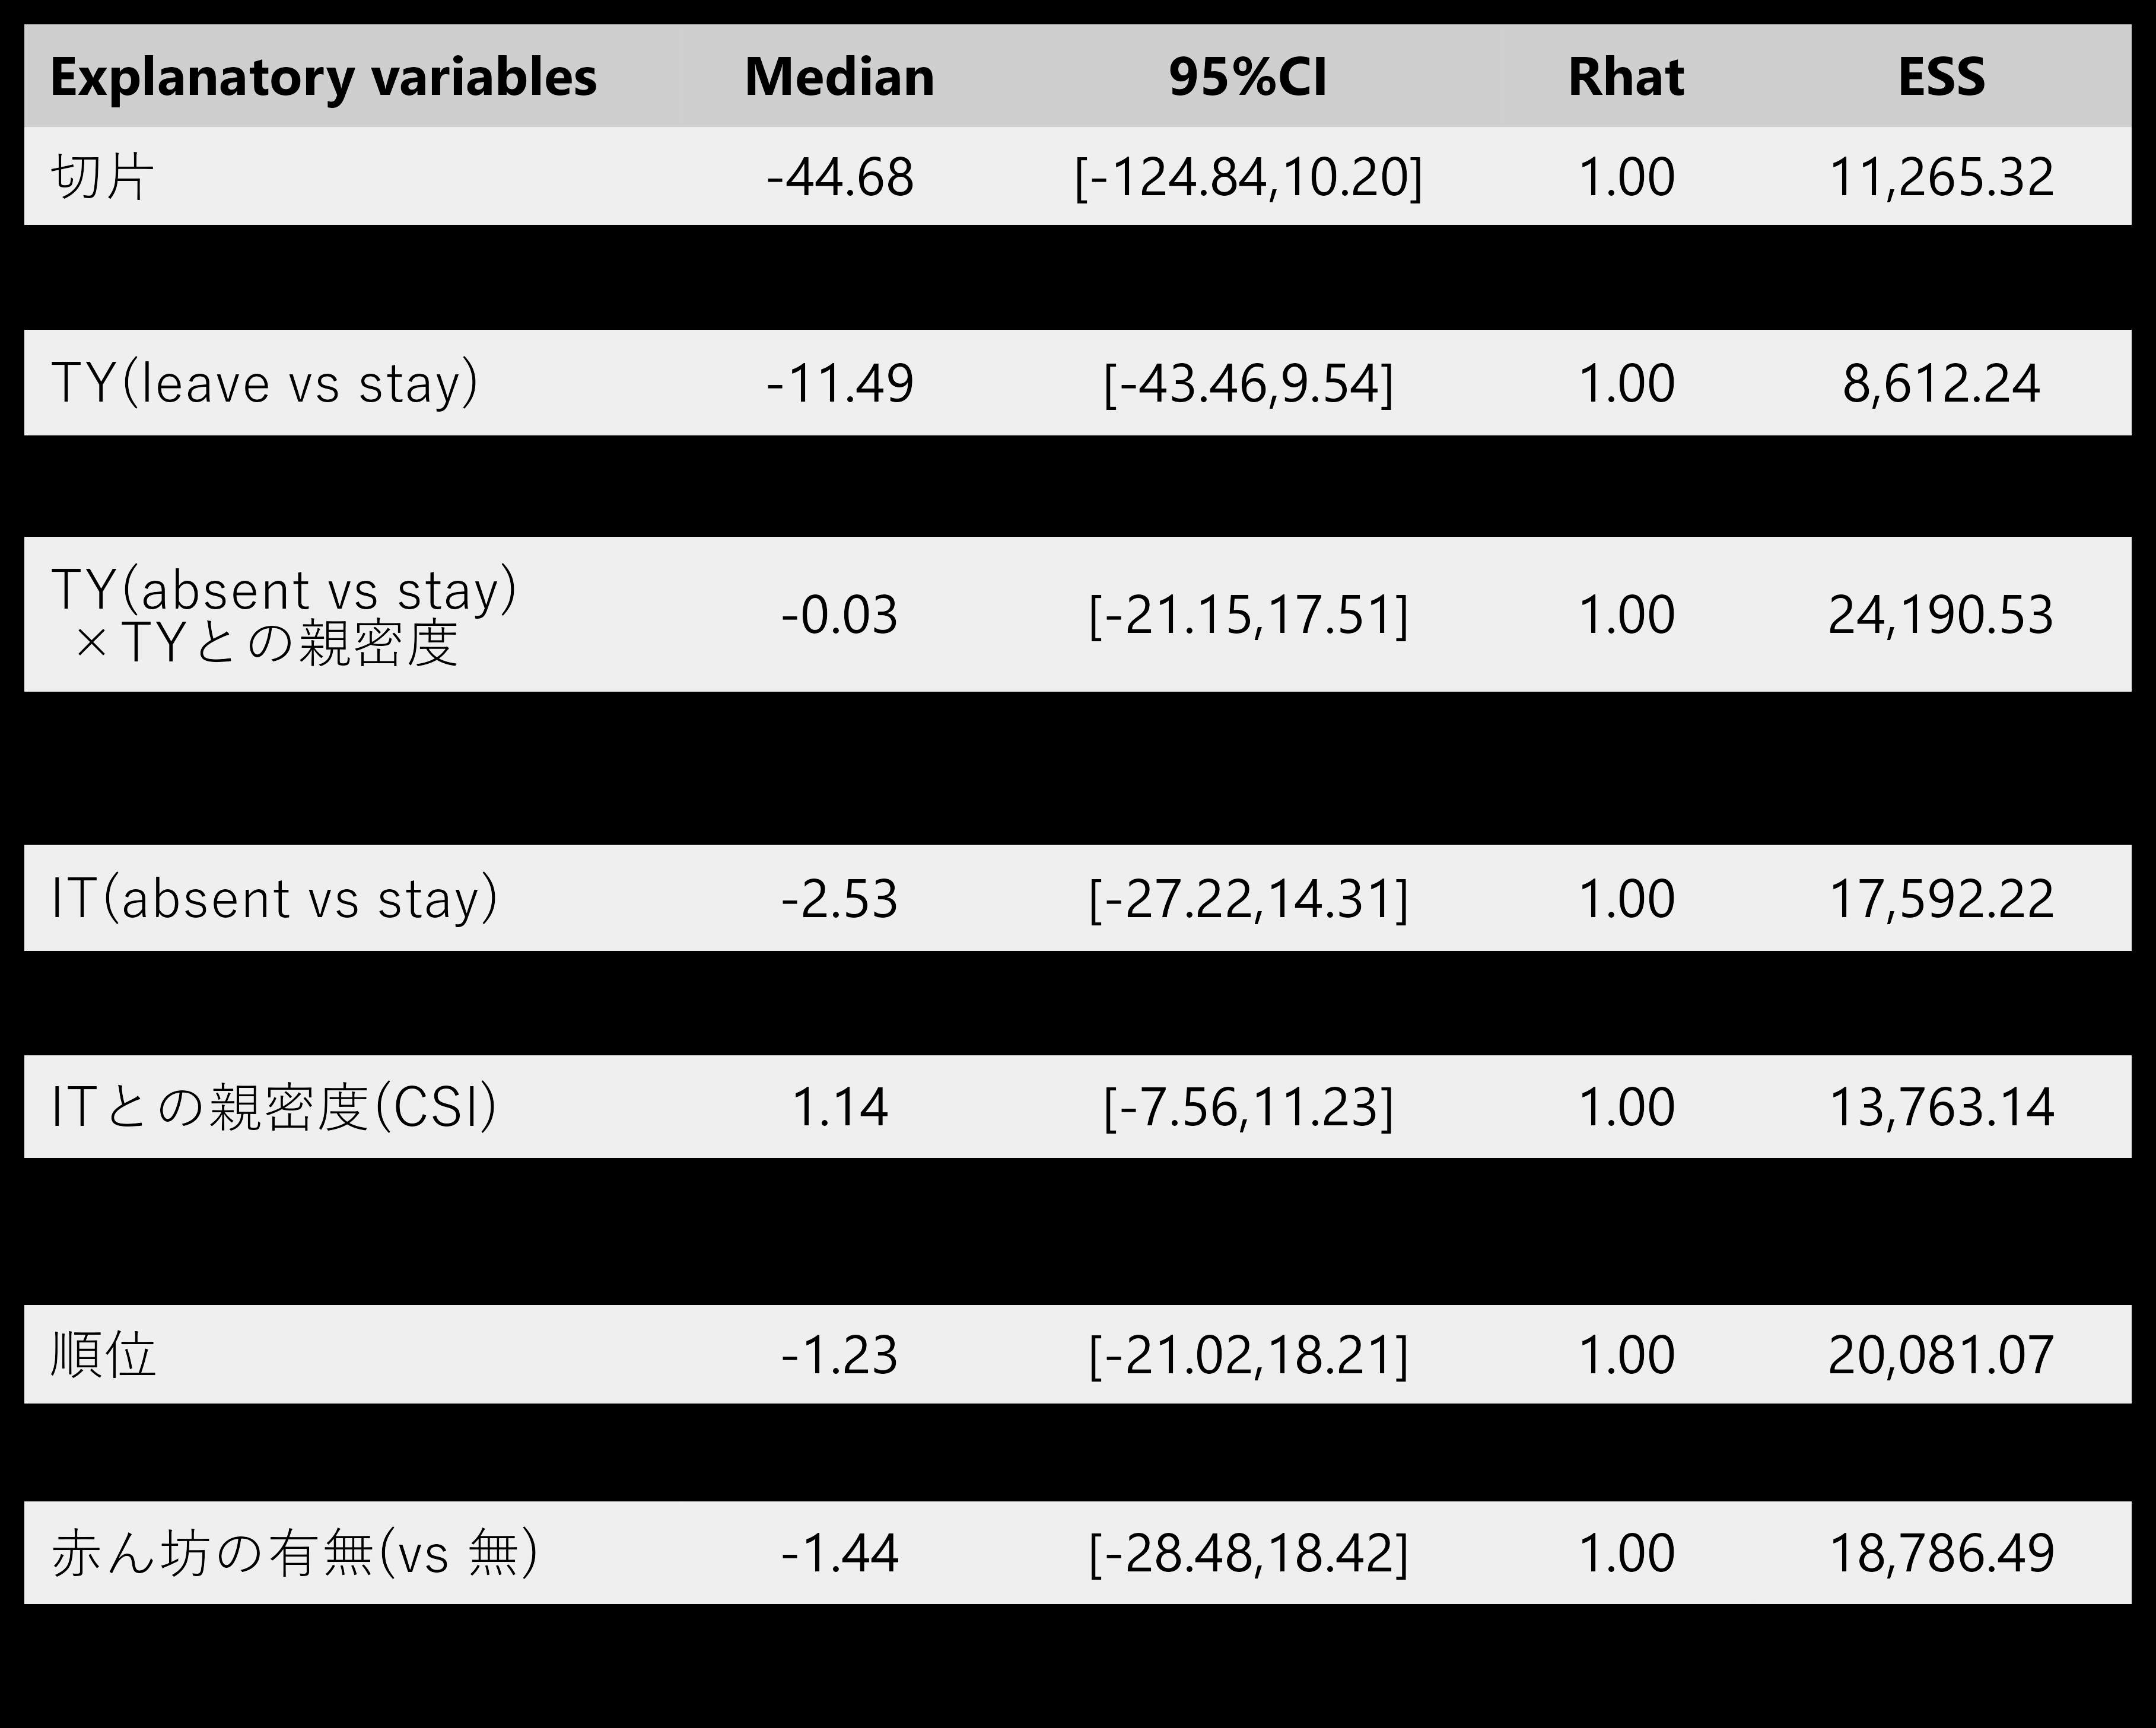 Explanatory variables Median 95%CI Rhat ESS
切片 -44.68 [-124.84,10.20] 1.00 11,265.32
TY(leave vs stay) -11.49 [-43.46,9.54] 1.00 8,612.24
TY(absent vs stay)
×TYとの親密度 -0.03 [-21.15,17.51] 1.00 24,190.53
IT(absent vs stay) -2.53 [-27.22,14.31] 1.00 17,592.22
ITとの親密度(CSI) 1.14 [-7.56,11.23] 1.00 13,763.14
順位 -1.23 [-21.02,18.21] 1.00 20,081.07
赤ん坊の有無(vs 無) -1.44 [-28.48,18.42] 1.00 18,786.49